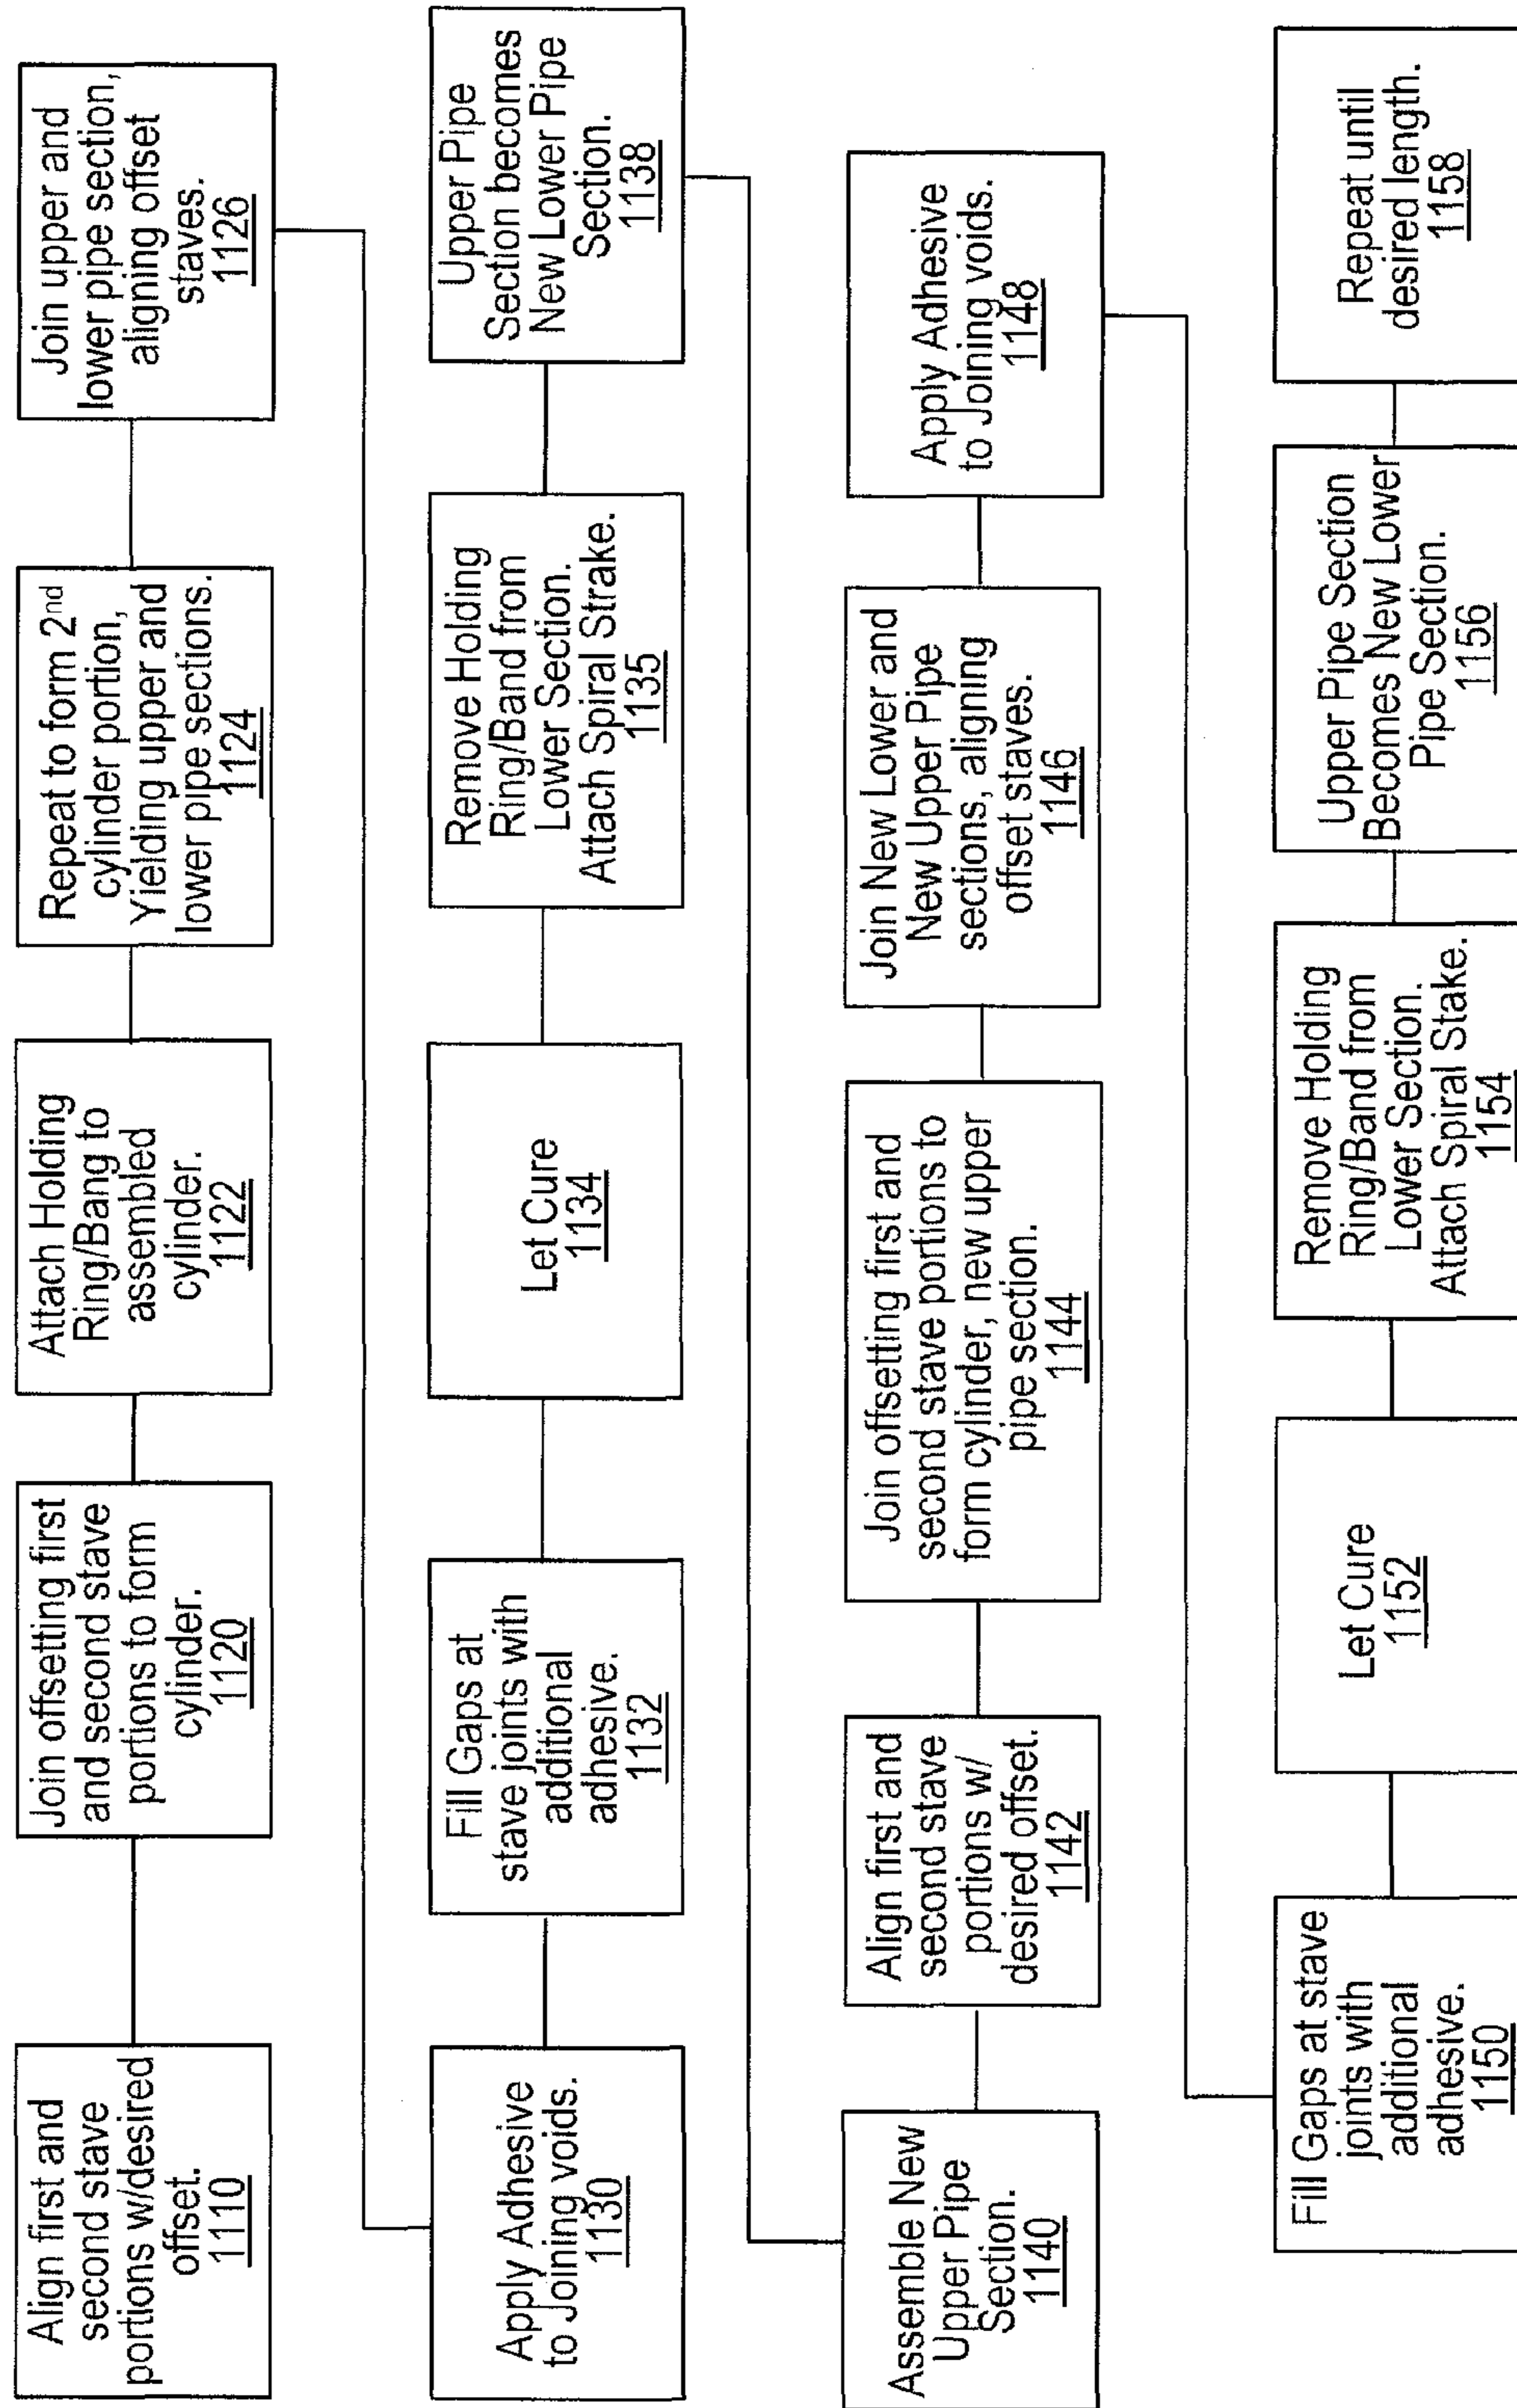 Align first and
second stave
portions w/desired
offset.
1110
Join offsetting first
and second stave
portions to form
cylinder.
1120
Attach Holding
Ring/Bang to
assembled
cylinder.
1122
Repeat to form 2nd
cylinder portion,
Yielding upper and
lower pipe sections.
1124
Join upper and
lower pipe section,
aligning offset
staves.
1126
Apply Adhesive
to Joining voids.
1130
Fill Gaps at
stave joints with
additional
adhesive.
1132
Let Cure
1134
Remove Holding
Ring/Band from
Lower Section.
Attach Spiral Strake.
1135
Upper Pipe
Section becomes
New Lower Pipe
Section.
1138
Assemble New
Upper Pipe
Section.
1140
Align first and
second stave
portions w/
desired offset.
1142
Join offsetting first and
second stave portions to
form cylinder, new upper
pipe section.
1144
Join New Lower and
New Upper Pipe
sections, aligning
offset staves.
1146
Apply Adhesive
to Joining voids.
1148
Fill Gaps at stave
joints with
additional
adhesive.
1150
Let Cure
1152
Remove Holding
Ring/Band from
Lower Section.
Attach Spiral Stake.
1154
Upper Pipe Section
Becomes New Lower
Pipe Section.
1156
Repeat until
desired length.
1158